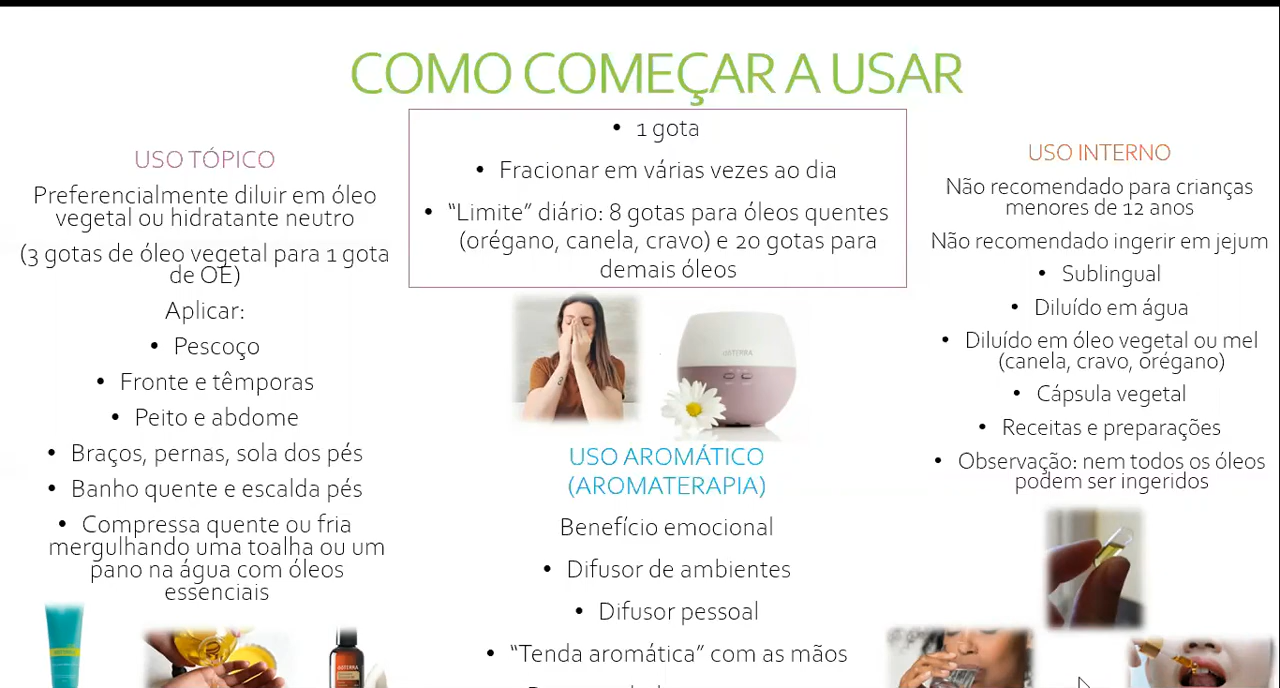 COMO COMEÇAR A USAR
• 1 gota
• Fracionar em várias vezes ao dia
• “Limite” diário: 8 gotas para óleos quentes
(orégano, canela, cravo) e 20 gotas para
demais óleos
USO TÓPICO
Preferencialmente diluir em óleo
vegetal ou hidratante neutro
(3 gotas de óleo vegetal para 1 gota
de OE)
Aplicar:
• Pescoço
• Fronte e têmporas
• Peito e abdome
• Braços, pernas, sola dos pés
• Banho quente e escalda pés
• Compressa quente ou fria
mergulhando uma toalha ou um
pano na água com óleos
essenciais
dōTERRA
USO AROMÁTICO
(AROMATERAPIA)
Benefício emocional
• Difusor de ambientes
• Difusor pessoal
• “Tenda aromática” com as mãos
USO INTERNO
Não recomendado para crianças
menores de 12 anos
Não recomendado ingerir em jejum
• Sublingual
• Diluído em água
• Diluído em óleo vegetal ou mel
(canela, cravo, orégano)
• Cápsula vegetal
• Receitas e preparações
• Observação: nem todos os óleos
podem ser ingeridos
dōTERRA